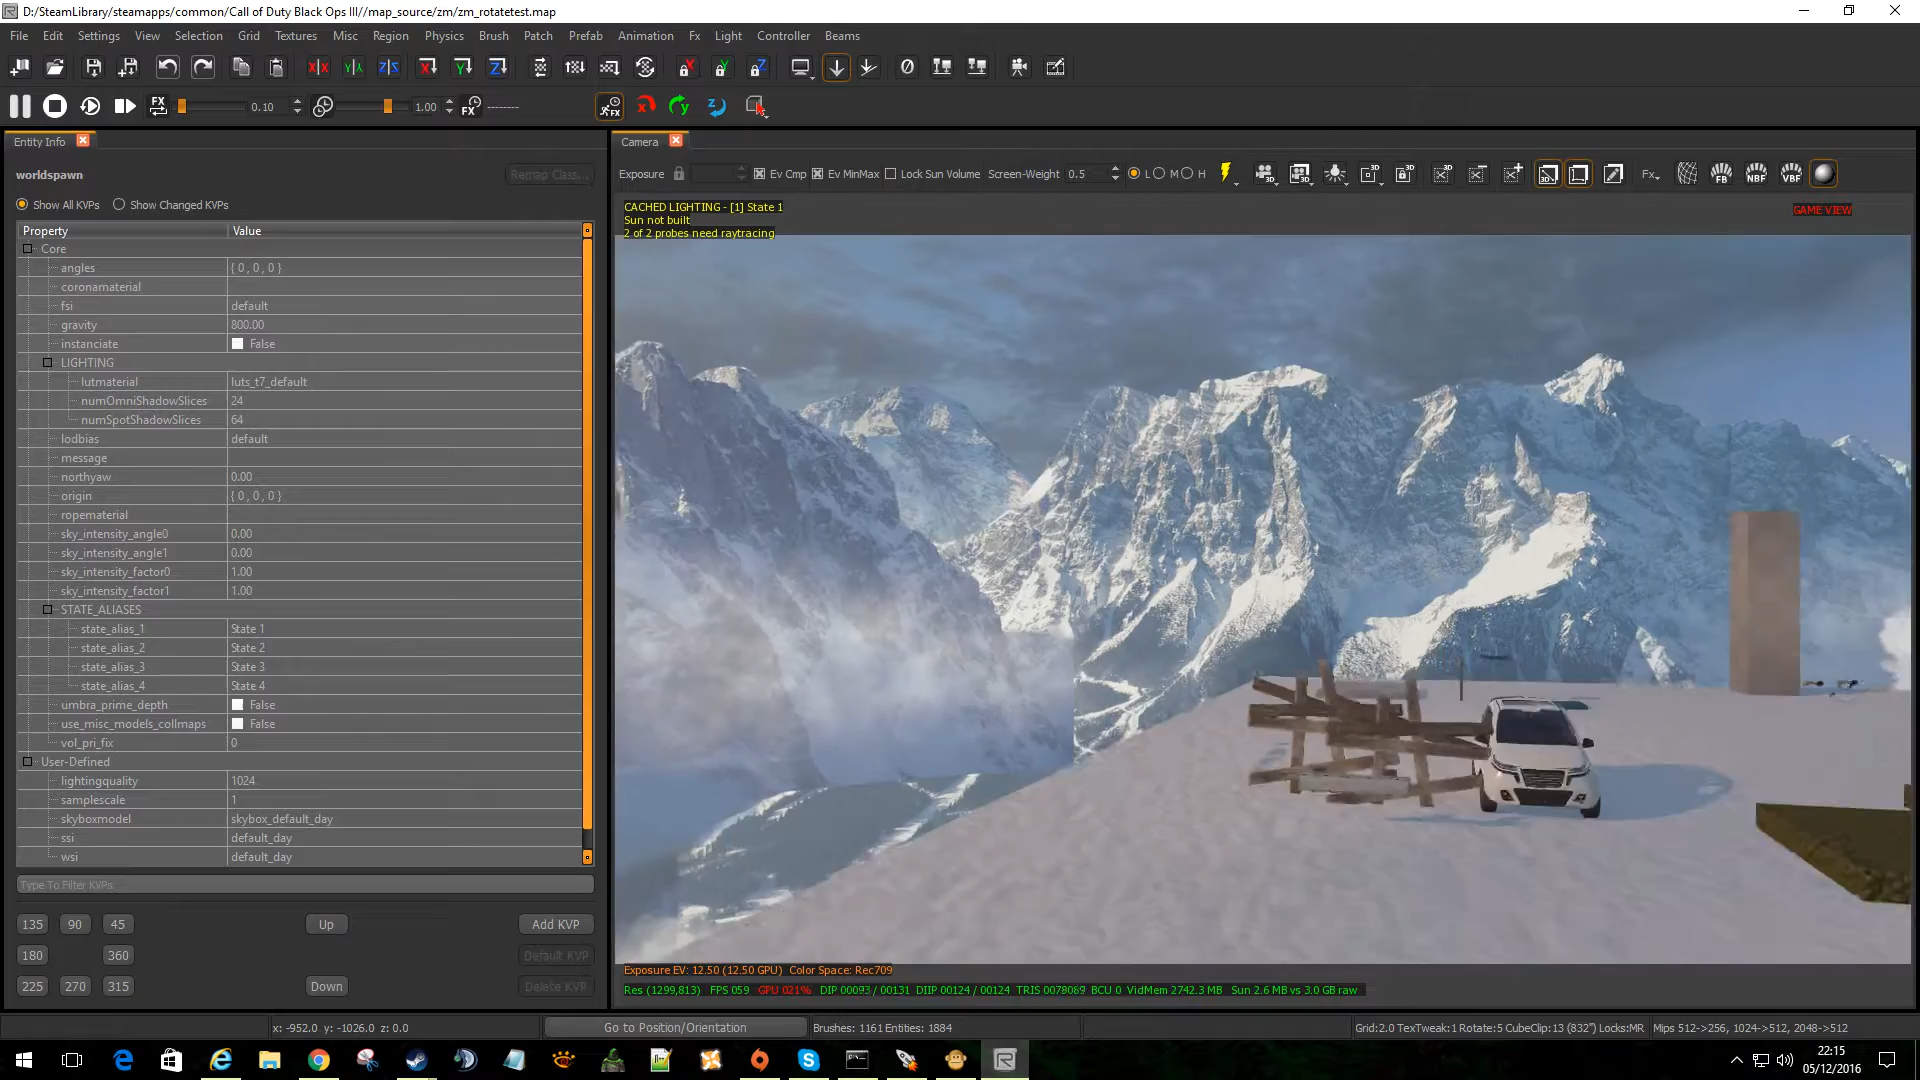 D:/SteamLibrary/steamapps/common/Call of Duty Black Ops III//map_source/zm/zm_rotatetest.map
File Edit Settings View Selection Grid Textures Misc Region Physics Brush Patch Prefab Animation Fx Light Controller Beams
0.10 1.00 FX --------
Entity Info
Camera
worldspawn
Remap Class...
Exposure Ev Cmp Ev MinMax Lock Sun Volume Screen-Weight 0.5 L M H Fx FB NBF VBF
Show All KVPs Show Changed KVPs
CACHED LIGHTING - [1] State 1
Sun not built
2 of 2 probes need raytracing
GAME VIEW
Property Value
Core
angles { 0 , 0 , 0 }
coronamaterial
fsi default
gravity 800.00
instanciate False
LIGHTING
lutmaterial luts_t7_default
numOmniShadowSlices 24
numSpotShadowSlices 64
lodbias default
message
northyaw 0.00
origin { 0 , 0 , 0 }
ropematerial
sky_intensity_angle0 0.00
sky_intensity_angle1 0.00
sky_intensity_factor0 1.00
sky_intensity_factor1 1.00
STATE_ALIASES
state_alias_1 State 1
state_alias_2 State 2
state_alias_3 State 3
state_alias_4 State 4
umbra_prime_depth False
use_misc_models_collmaps False
vol_pri_fix 0
User-Defined
lightingquality 1024
samplescale 1
skyboxmodel skybox_default_day
ssi default_day
wsi default_day
Type To Filter KVPs
135 90 45 Up Add KVP
180 360 Default KVP
225 270 315 Down Delete KVP
Exposure EV: 12.50 (12.50 GPU) Color Space: Rec709
Res (1299,813) FPS 059 GPU 021% DIP 00093 / 00131 DIIP 00124 / 00124 TRIS 0078089 BCU 0 VidMem 2742.3 MB Sun 2.6 MB vs 3.0 GB raw
x: -952.0 y: -1026.0 z: 0.0 Go to Position/Orientation Brushes: 1161 Entities: 1884 Grid:2.0 TexTweak:1 Rotate:5 CubeClip:13 (832") Locks:MR Mips 512->256, 1024->512, 2048->512
22:15
05/12/2016